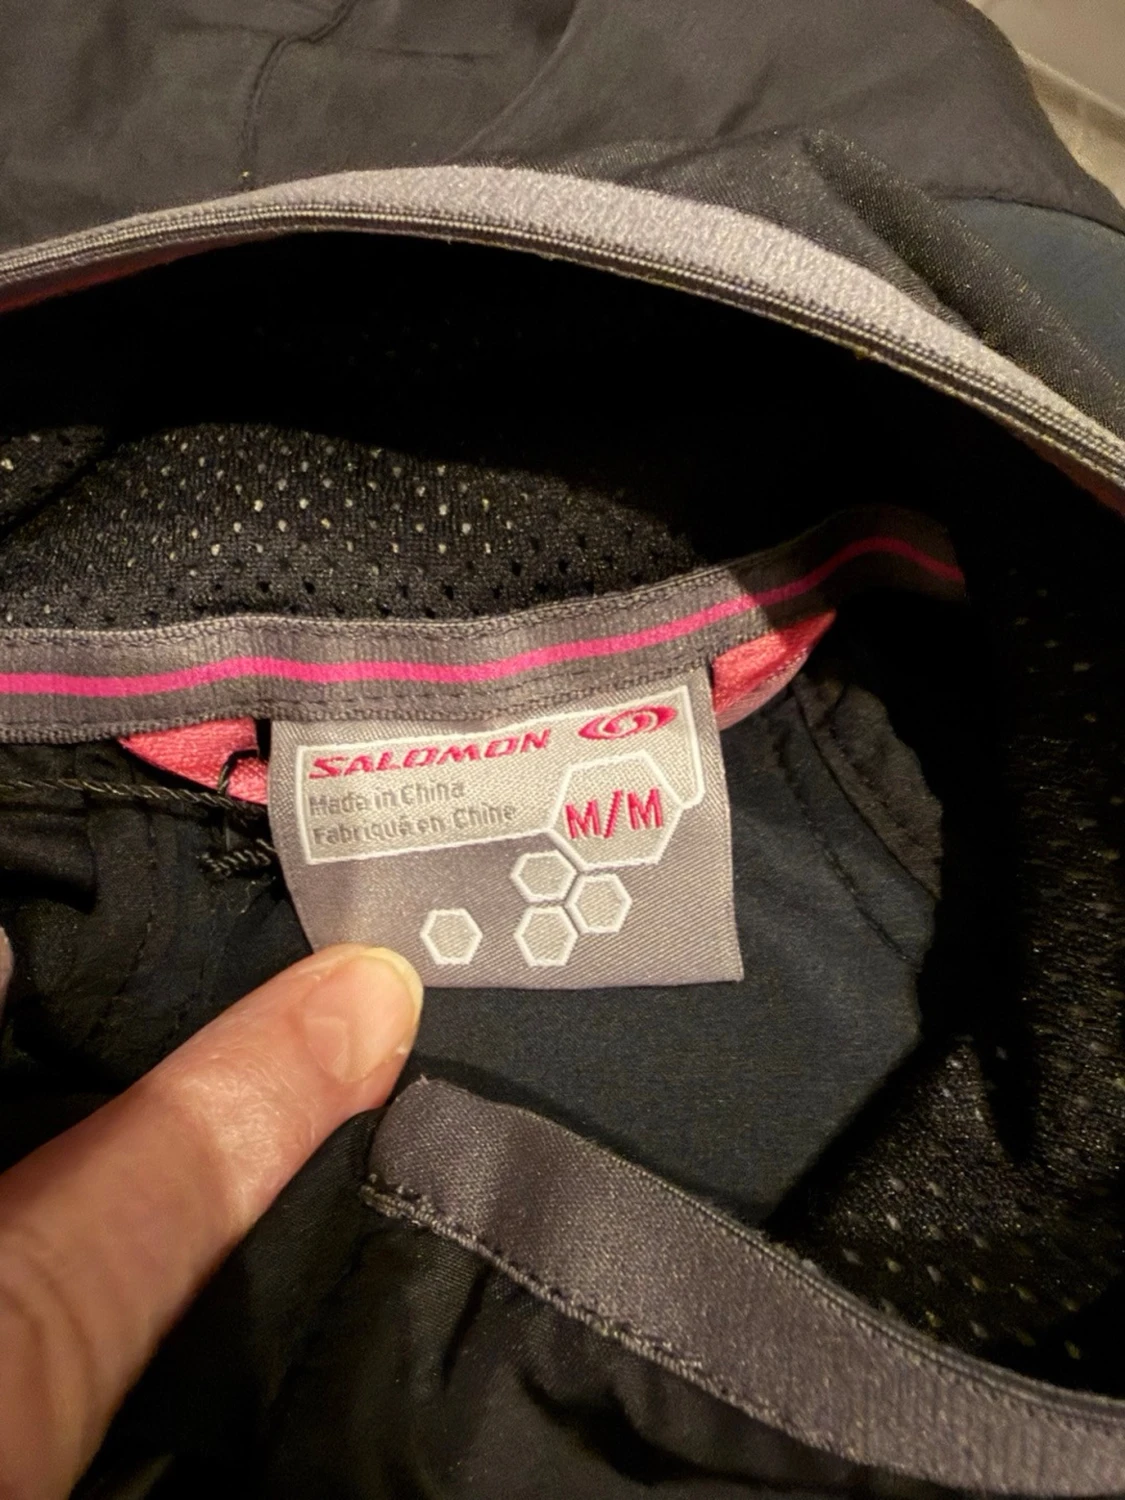 SALOMON
Made in China
Fabriqué en Chine
M/M